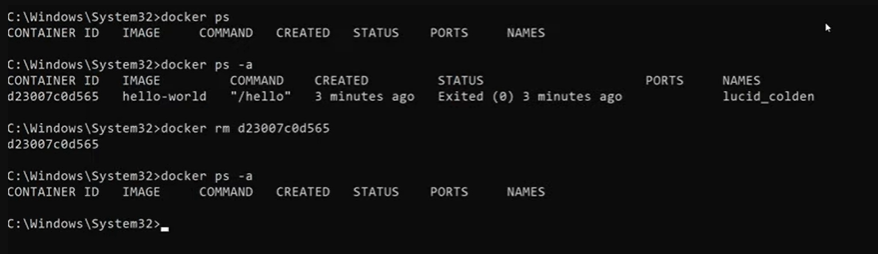 C:\Windows\System32>docker ps
CONTAINER ID   IMAGE     COMMAND   CREATED   STATUS    PORTS     NAMES
C:\Windows\System32>docker ps -a
CONTAINER ID   IMAGE         COMMAND    CREATED         STATUS                     PORTS     NAMES
d23007c0d565   hello-world   "/hello"   3 minutes ago   Exited (0) 3 minutes ago             lucid_colden
C:\Windows\System32>docker rm d23007c0d565
d23007c0d565
C:\Windows\System32>docker ps -a
CONTAINER ID   IMAGE     COMMAND   CREATED   STATUS    PORTS     NAMES
C:\Windows\System32>